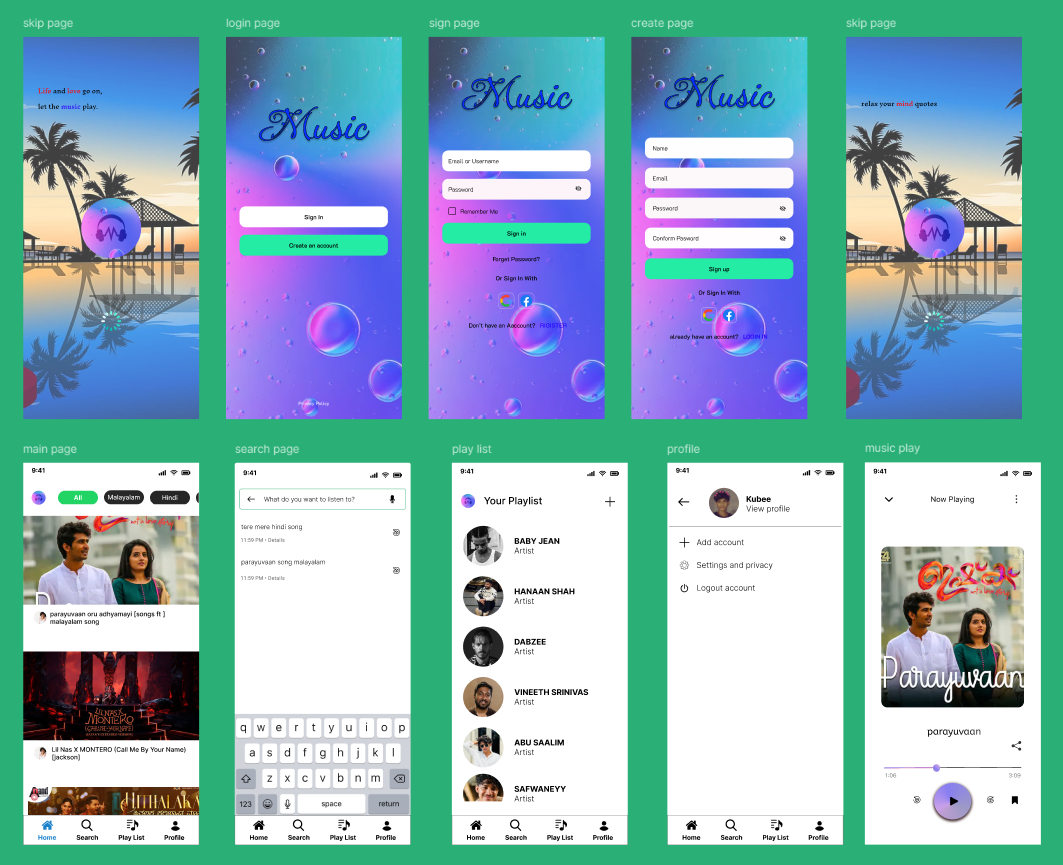 skip page
login page
sign page
create page
skip page
Life and love go on,
let the music play.
Music
Sign In
Create an account
Privacy Policy
Music
Email or Username
Password
Remember Me
Sign in
Forget Password?
Or Sign In With
Don't have an Aaccount? REGISTER
Music
Name
Email
Password
Conform Pasword
Sign up
Or Sign In With
already have an account? LOGIN IN
relax your mind quotes
main page
search page
play list
profile
music play
9:41
All
Malayalam
Hindi
parayuvaan oru adhyamayi [songs ft ]
malayalam song
LIL NAS X
MONTERO
Lil Nas X MONTERO (Call Me By Your Name)
[jackson]
Anand
HITHALAKA
Home
Search
Play List
Profile
9:41
What do you want to listen to?
tere mere hindi song
11:59 PM • Details
parayuvaan song malayalam
11:59 PM • Details
q w e r t y u i o p
a s d f g h j k l
z x c v b n m
123
space
return
Home
Search
Play List
Profile
9:41
Your Playlist
BABY JEAN
Artist
HANAAN SHAH
Artist
DABZEE
Artist
VINEETH SRINIVAS
Artist
ABU SAALIM
Artist
SAFWANEYY
Artist
Home
Search
Play List
Profile
9:41
Kubee
View profile
Add account
Settings and privacy
Logout account
Home
Search
Play List
Profile
9:41
Now Playing
ഇഷ്ക്
Parayuvaan
parayuvaan
1:06
3:09